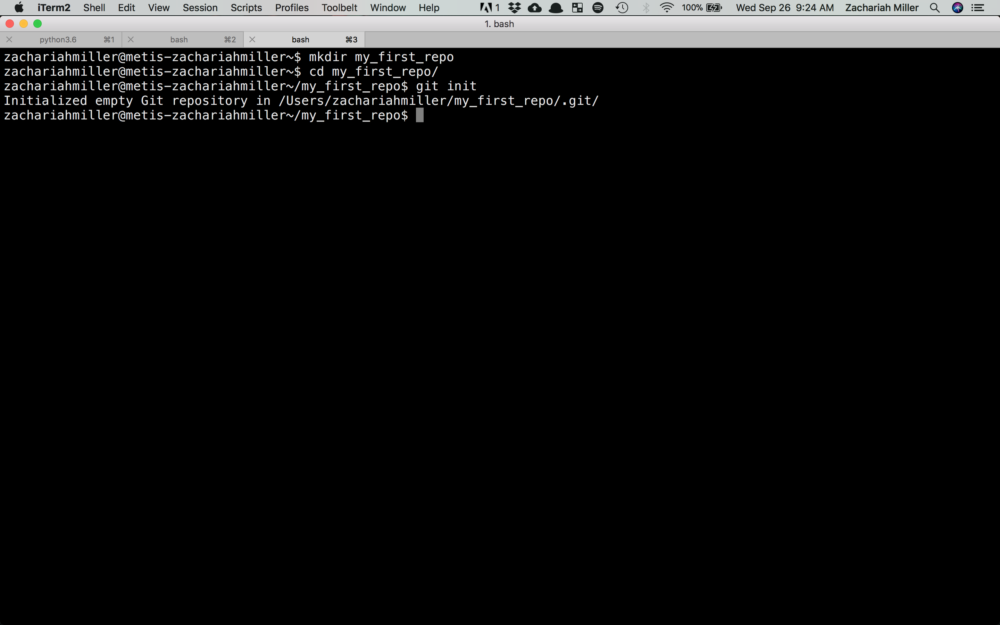 iTerm2 Shell Edit View Session Scripts Profiles Toolbelt Window Help 1 100% Wed Sep 26 9:24 AM Zachariah Miller
1. bash
python3.6 ⌘1 bash ⌘2 bash ⌘3
zachariahmiller@metis-zachariahmiller~$ mkdir my_first_repo
zachariahmiller@metis-zachariahmiller~$ cd my_first_repo/
zachariahmiller@metis-zachariahmiller~/my_first_repo$ git init
Initialized empty Git repository in /Users/zachariahmiller/my_first_repo/.git/
zachariahmiller@metis-zachariahmiller~/my_first_repo$